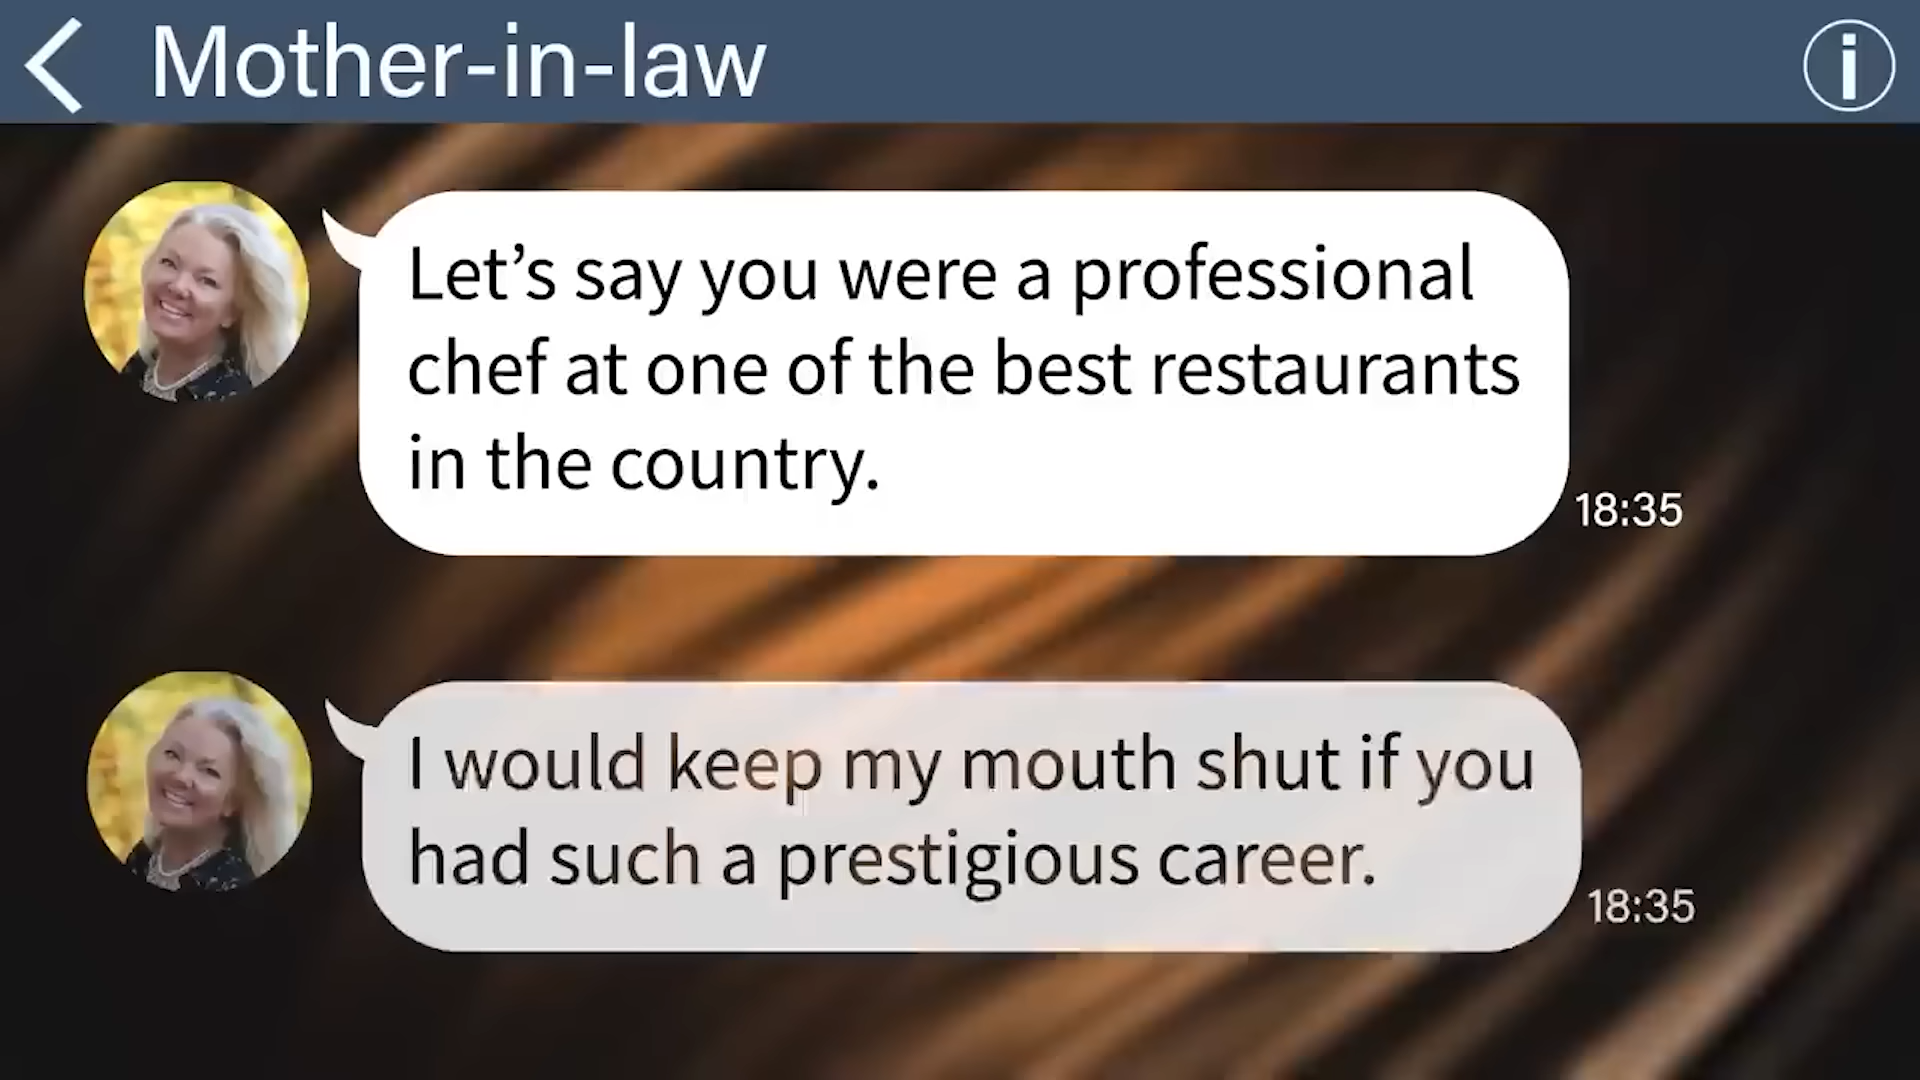 Mother-in-law
Let’s say you were a professional
chef at one of the best restaurants
in the country.
18:35
I would keep my mouth shut if you
had such a prestigious career.
18:35